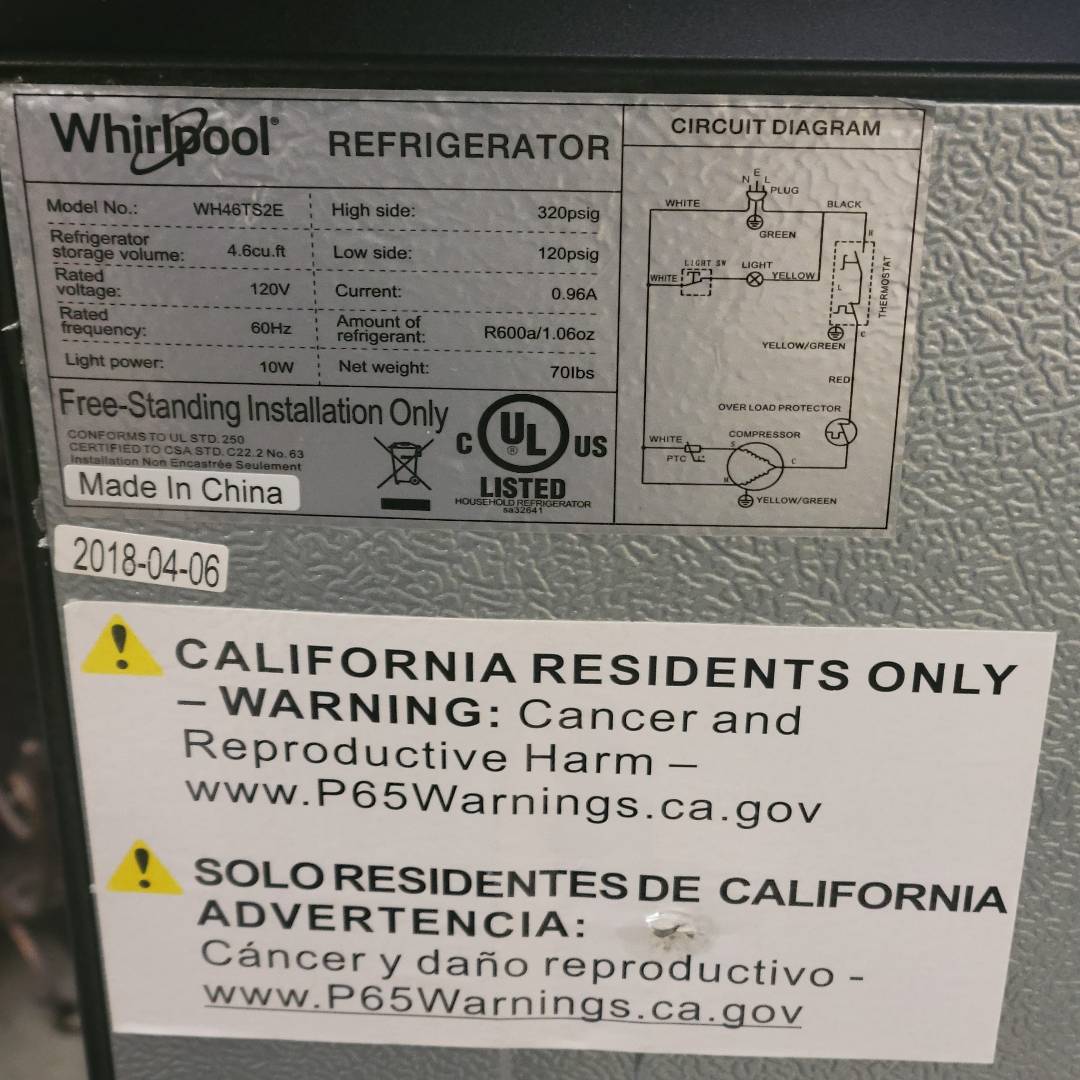 Whirlpool® REFRIGERATOR
Model No.: WH46TS2E
Refrigerator
storage volume: 4.6cu.ft
Rated
voltage: 120V
Rated
frequency: 60Hz
Light power: 10W
High side: 320psig
Low side: 120psig
Current: 0.96A
Amount of
refrigerant: R600a/1.06oz
Net weight: 70lbs
Free-Standing Installation Only
CONFORMS TO UL STD.250
CERTIFIED TO CSA STD. C22.2 No.63
Installation Non Encastrée Seulement
Made In China
C UL ® US
LISTED
HOUSEHOLD REFRIGERATOR
sa32641
CIRCUIT DIAGRAM
N E L
PLUG
WHITE
BLACK
GREEN
H
LIGHT SW
LIGHT
WHITE
YELLOW
L
THERMOSTAT
C
YELLOW/GREEN
RED
OVER LOAD PROTECTOR
WHITE
COMPRESSOR
PTC
S
C
M
YELLOW/GREEN
2018-04-06
CALIFORNIA RESIDENTS ONLY
– WARNING: Cancer and
Reproductive Harm –
www.P65Warnings.ca.gov
SOLO RESIDENTES DE CALIFORNIA
ADVERTENCIA:
Cáncer y daño reproductivo -
www.P65Warnings.ca.gov